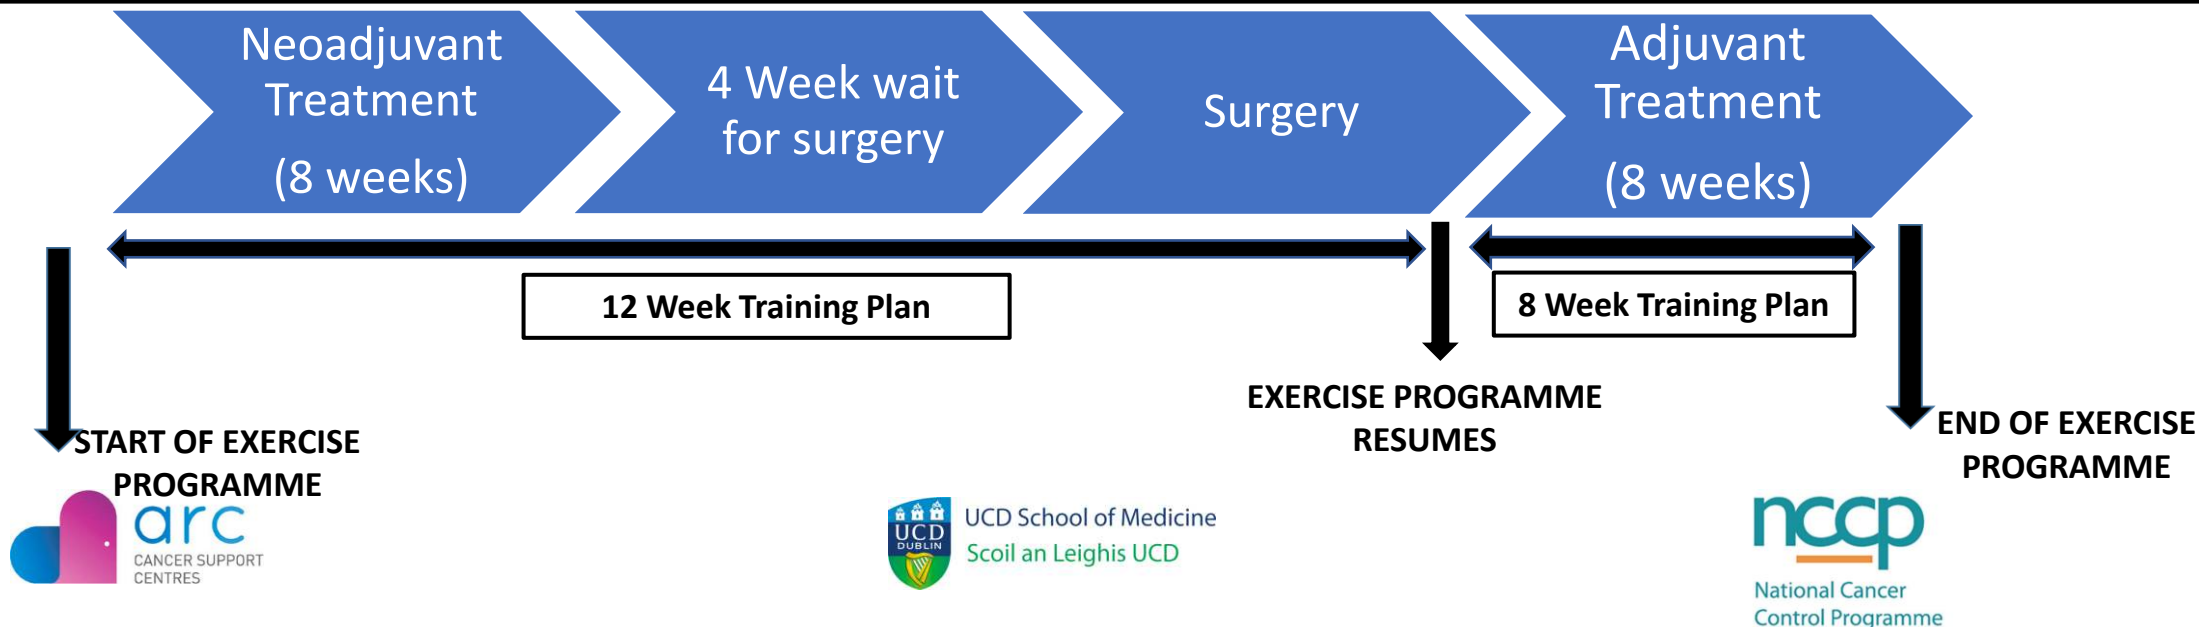 Neoadjuvant
Treatment
(8 weeks)
4 Week wait
for surgery
Surgery
Adjuvant
Treatment
(8 weeks)
12 Week Training Plan
8 Week Training Plan
START OF EXERCISE
PROGRAMME
EXERCISE PROGRAMME
RESUMES
END OF EXERCISE
PROGRAMME
arc
CANCER SUPPORT
CENTRES
UCD
DUBLIN
UCD School of Medicine
Scoil an Leighis UCD
nccp
National Cancer
Control Programme